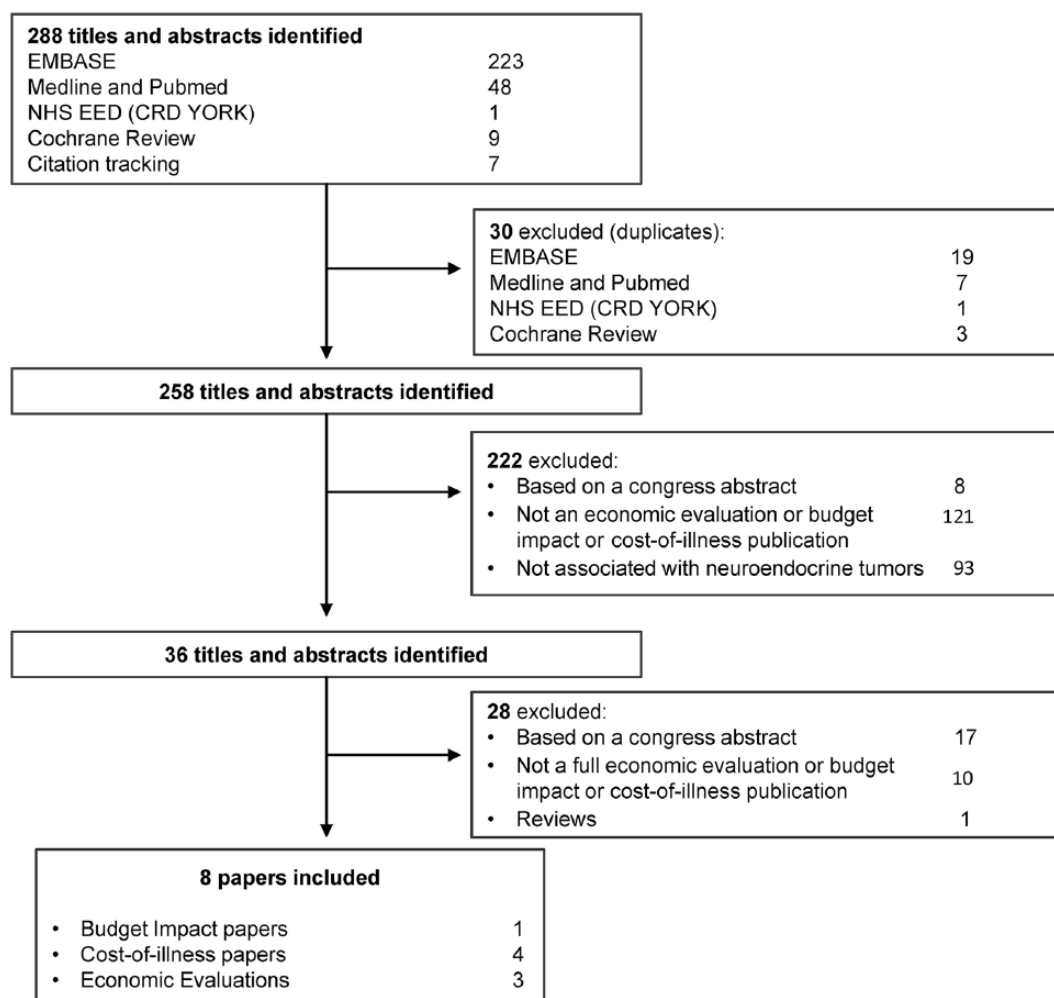 288 titles and abstracts identified
EMBASE 223
Medline and Pubmed 48
NHS EED (CRD YORK) 1
Cochrane Review 9
Citation tracking 7
30 excluded (duplicates):
EMBASE 19
Medline and Pubmed 7
NHS EED (CRD YORK) 1
Cochrane Review 3
258 titles and abstracts identified
222 excluded:
• Based on a congress abstract 8
• Not an economic evaluation or budget 121
impact or cost-of-illness publication
• Not associated with neuroendocrine tumors 93
36 titles and abstracts identified
28 excluded:
• Based on a congress abstract 17
• Not a full economic evaluation or budget 10
impact or cost-of-illness publication
• Reviews 1
8 papers included
• Budget Impact papers 1
• Cost-of-illness papers 4
• Economic Evaluations 3